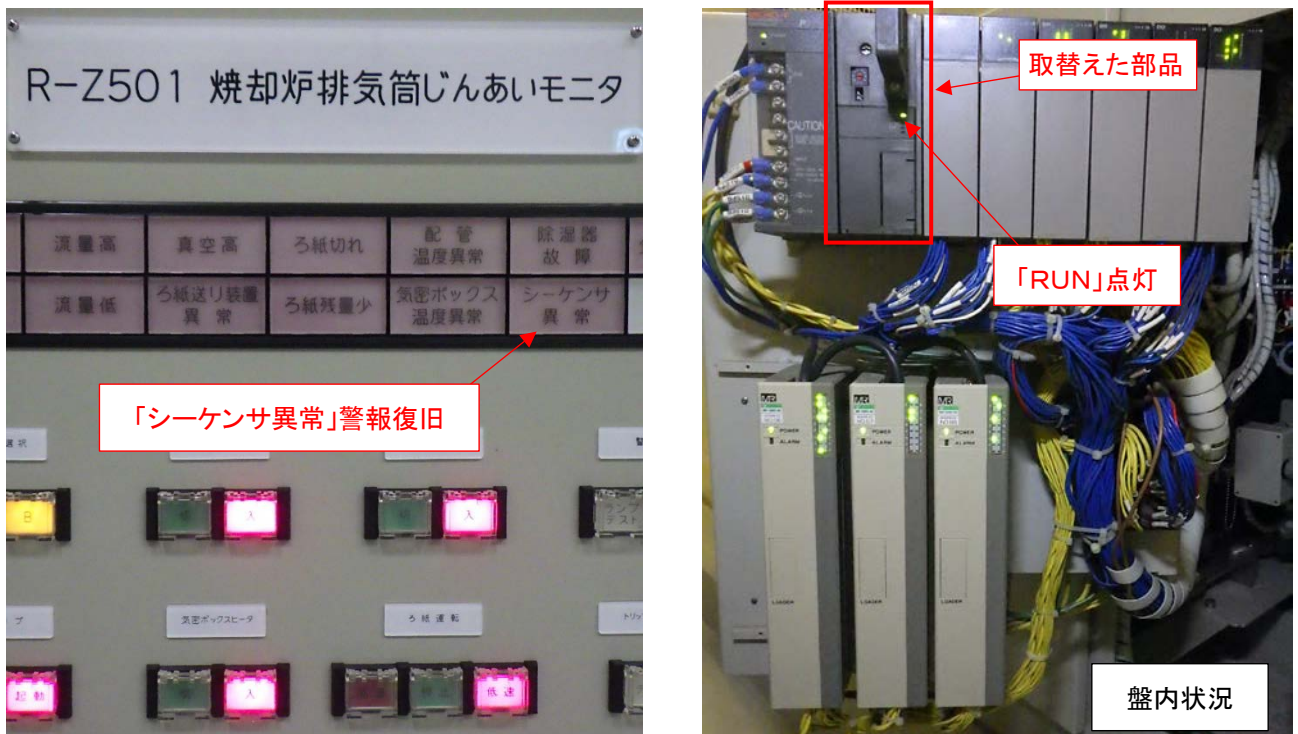 R-Z501 焼却炉排気筒じんあいモニタ
流量高
真空高
ろ紙切れ
配管
温度異常
除湿器
故障
流量低
ろ紙送り装置
異常
ろ紙残量少
気密ボックス
温度異常
シーケンサ
異常
「シーケンサ異常」警報復旧
選択
B
入
入
ランプ
テスト
プ
気密ボックスヒータ
ろ紙運転
トリッ
起動
入
低速
取替えた部品
CAUTION
「RUN」点灯
POWER
ALARM
POWER
ALARM
POWER
ALARM
LOADER
LOADER
LOADER
盤内状況